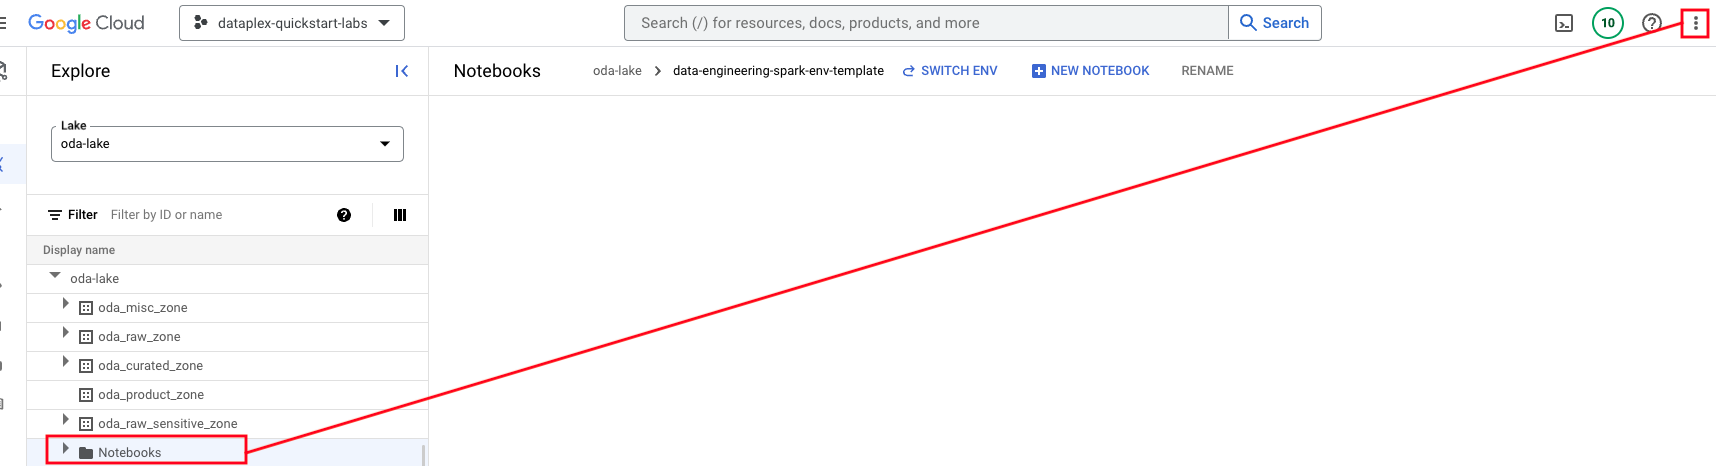 Google Cloud
dataplex-quickstart-labs
Search (/) for resources, docs, products, and more
Search
10
Explore
Notebooks
oda-lake
data-engineering-spark-env-template
SWITCH ENV
NEW NOTEBOOK
RENAME
Lake
oda-lake
Filter
Filter by ID or name
Display name
oda-lake
oda_misc_zone
oda_raw_zone
oda_curated_zone
oda_product_zone
oda_raw_sensitive_zone
Notebooks